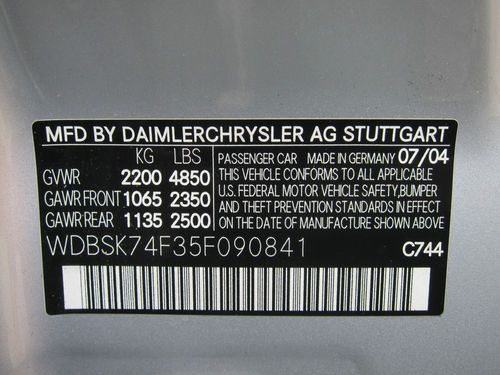 MFD BY DAIMLERCHRYSLER AG STUTTGART
KG LBS
GVWR 2200 4850
GAWR FRONT 1065 2350
GAWR REAR 1135 2500
PASSENGER CAR MADE IN GERMANY 07/04
THIS VEHICLE CONFORMS TO ALL APPLICABLE
U.S. FEDERAL MOTOR VEHICLE SAFETY,BUMPER
AND THEFT PREVENTION STANDARDS IN EFFECT
ON THE DATE OF MANUFACTURE SHOWN ABOVE
WDBSK74F35F090841
C744